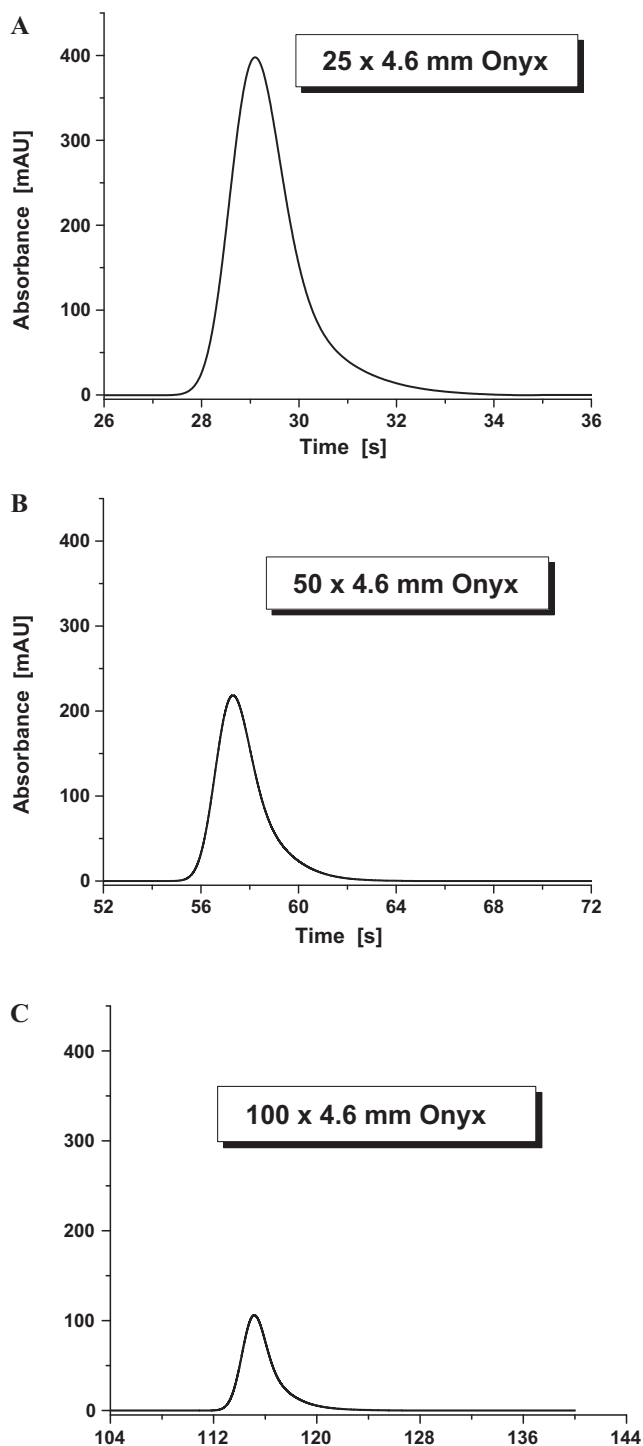 A
25 x 4.6 mm Onyx
Absorbance [mAU]
400
300
200
100
0
26 28 30 32 34 36
Time [s]
B
50 x 4.6 mm Onyx
Absorbance [mAU]
400
300
200
100
0
52 56 60 64 68 72
Time [s]
C
100 x 4.6 mm Onyx
400
300
200
100
0
104 112 120 128 136 144